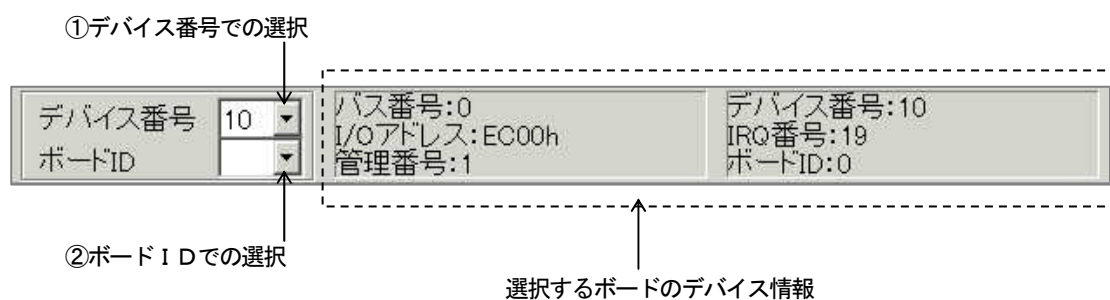 ①デバイス番号での選択
デバイス番号 10
ボードID
バス番号:0
I/Oアドレス:EC00h
管理番号:1
デバイス番号:10
IRQ番号:19
ボードID:0
②ボードＩＤでの選択
選択するボードのデバイス情報